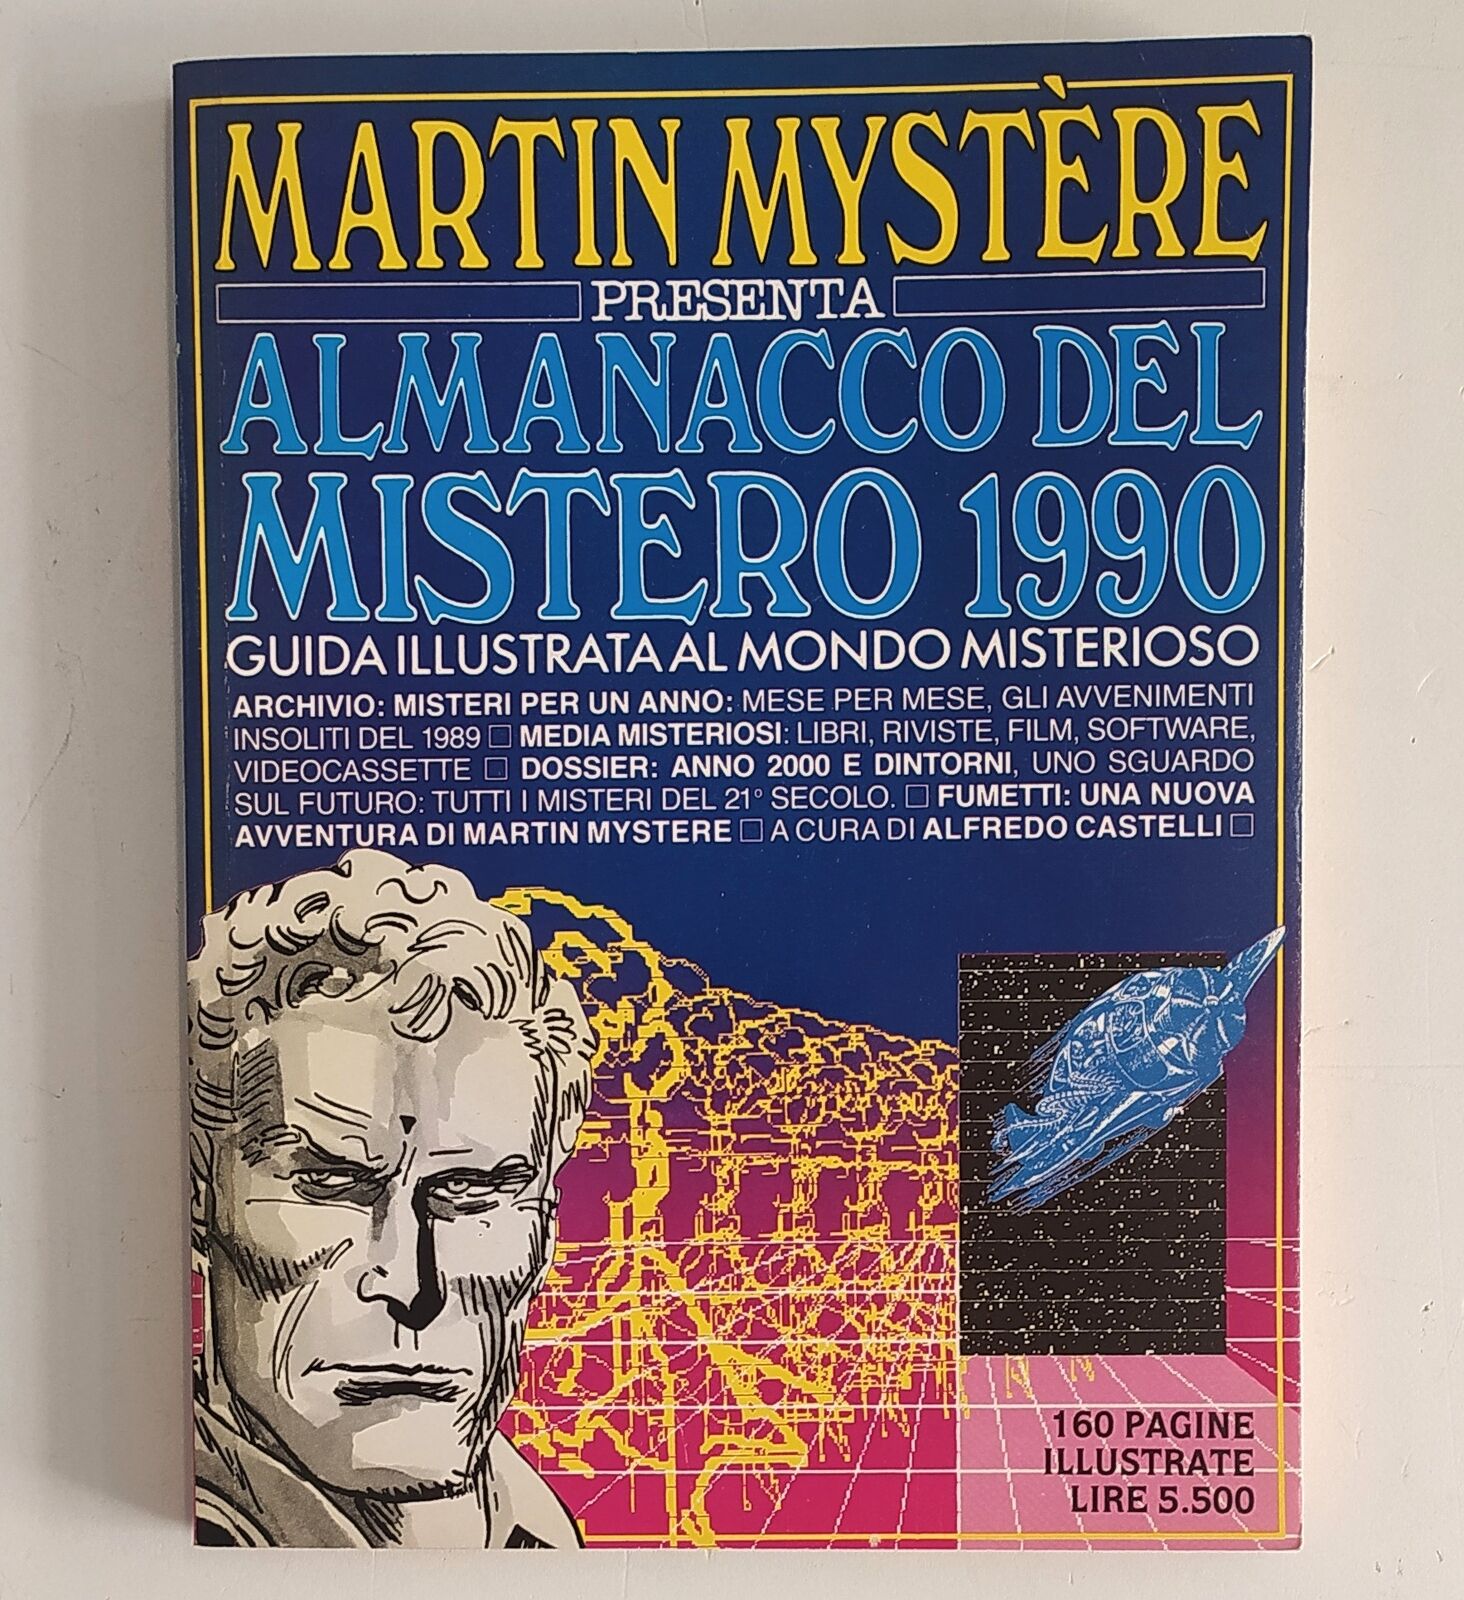 MARTIN MYSTÈRE
PRESENTA
ALMANACCO DEL
MISTERO 1990
GUIDA ILLUSTRATA AL MONDO MISTERIOSO
ARCHIVIO: MISTERI PER UN ANNO: MESE PER MESE, GLI AVVENIMENTI
INSOLITI DEL 1989 □ MEDIA MISTERIOSI: LIBRI, RIVISTE, FILM, SOFTWARE,
VIDEOCASSETTE □ DOSSIER: ANNO 2000 E DINTORNI, UNO SGUARDO
SUL FUTURO: TUTTI I MISTERI DEL 21° SECOLO. □ FUMETTI: UNA NUOVA
AVVENTURA DI MARTIN MYSTERE □ A CURA DI ALFREDO CASTELLI □
160 PAGINE
ILLUSTRATE
LIRE 5.500